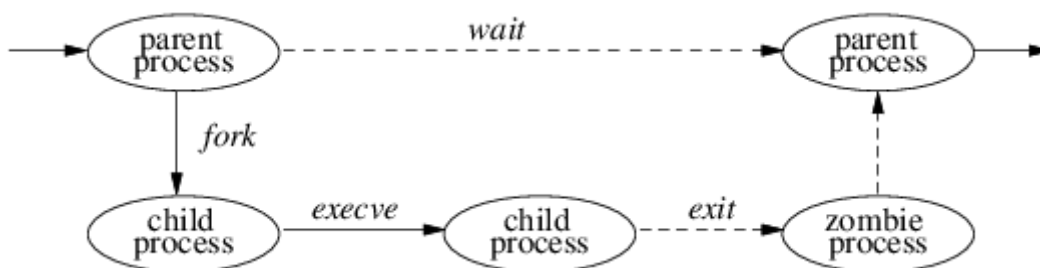 parent
process
wait
parent
process
fork
child
process
execve
child
process
exit
zombie
process